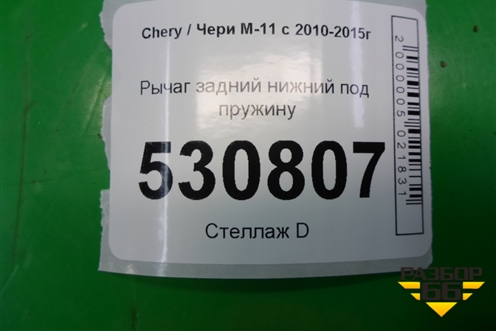 Chery / Чери М-11 с 2010-2015г
Рычаг задний нижний под
пружину
530807
Стеллаж D
2000005021831
РАЗБОР
66